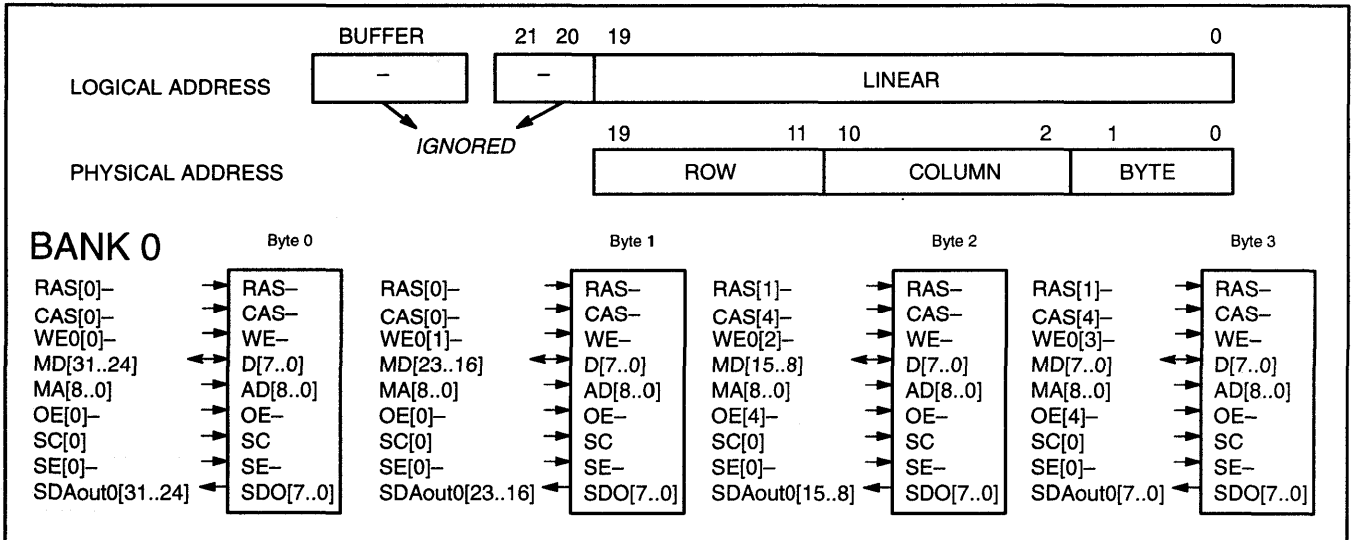 BUFFER 21 20 19 0
LOGICAL ADDRESS – – LINEAR
IGNORED
19 11 10 2 1 0
PHYSICAL ADDRESS ROW COLUMN BYTE
BANK 0 Byte 0 Byte 1 Byte 2 Byte 3
RAS[0]– RAS– RAS[0]– RAS– RAS[1]– RAS– RAS[1]– RAS–
CAS[0]– CAS– CAS[0]– CAS– CAS[4]– CAS– CAS[4]– CAS–
WE0[0]– WE– WE0[1]– WE– WE0[2]– WE– WE0[3]– WE–
MD[31..24] D[7..0] MD[23..16] D[7..0] MD[15..8] D[7..0] MD[7..0] D[7..0]
MA[8..0] AD[8..0] MA[8..0] AD[8..0] MA[8..0] AD[8..0] MA[8..0] AD[8..0]
OE[0]– OE– OE[0]– OE– OE[4]– OE– OE[4]– OE–
SC[0] SC SC[0] SC SC[0] SC SC[0] SC
SE[0]– SE– SE[0]– SE– SE[0]– SE– SE[0]– SE–
SDAout0[31..24] SDO[7..0] SDAout0[23..16] SDO[7..0] SDAout0[15..8] SDO[7..0] SDAout0[7..0] SDO[7..0]